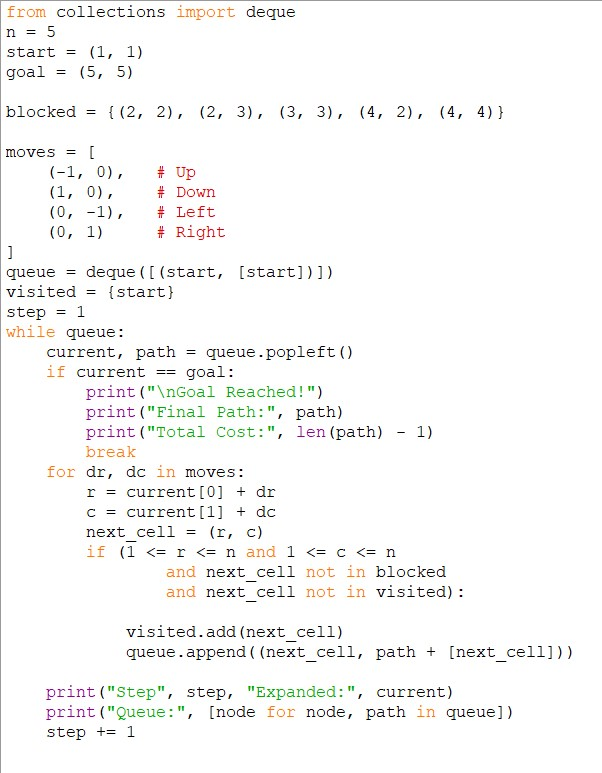 from collections import deque
n = 5
start = (1, 1)
goal = (5, 5)

blocked = {(2, 2), (2, 3), (3, 3), (4, 2), (4, 4)}

moves = [
    (-1, 0),   # Up
    (1, 0),    # Down
    (0, -1),   # Left
    (0, 1)     # Right
]
queue = deque([(start, [start])])
visited = {start}
step = 1
while queue:
    current, path = queue.popleft()
    if current == goal:
        print("\nGoal Reached!")
        print("Final Path:", path)
        print("Total Cost:", len(path) - 1)
        break
    for dr, dc in moves:
        r = current[0] + dr
        c = current[1] + dc
        next_cell = (r, c)
        if (1 <= r <= n and 1 <= c <= n
                and next_cell not in blocked
                and next_cell not in visited):

            visited.add(next_cell)
            queue.append((next_cell, path + [next_cell]))

    print("Step", step, "Expanded:", current)
    print("Queue:", [node for node, path in queue])
    step += 1